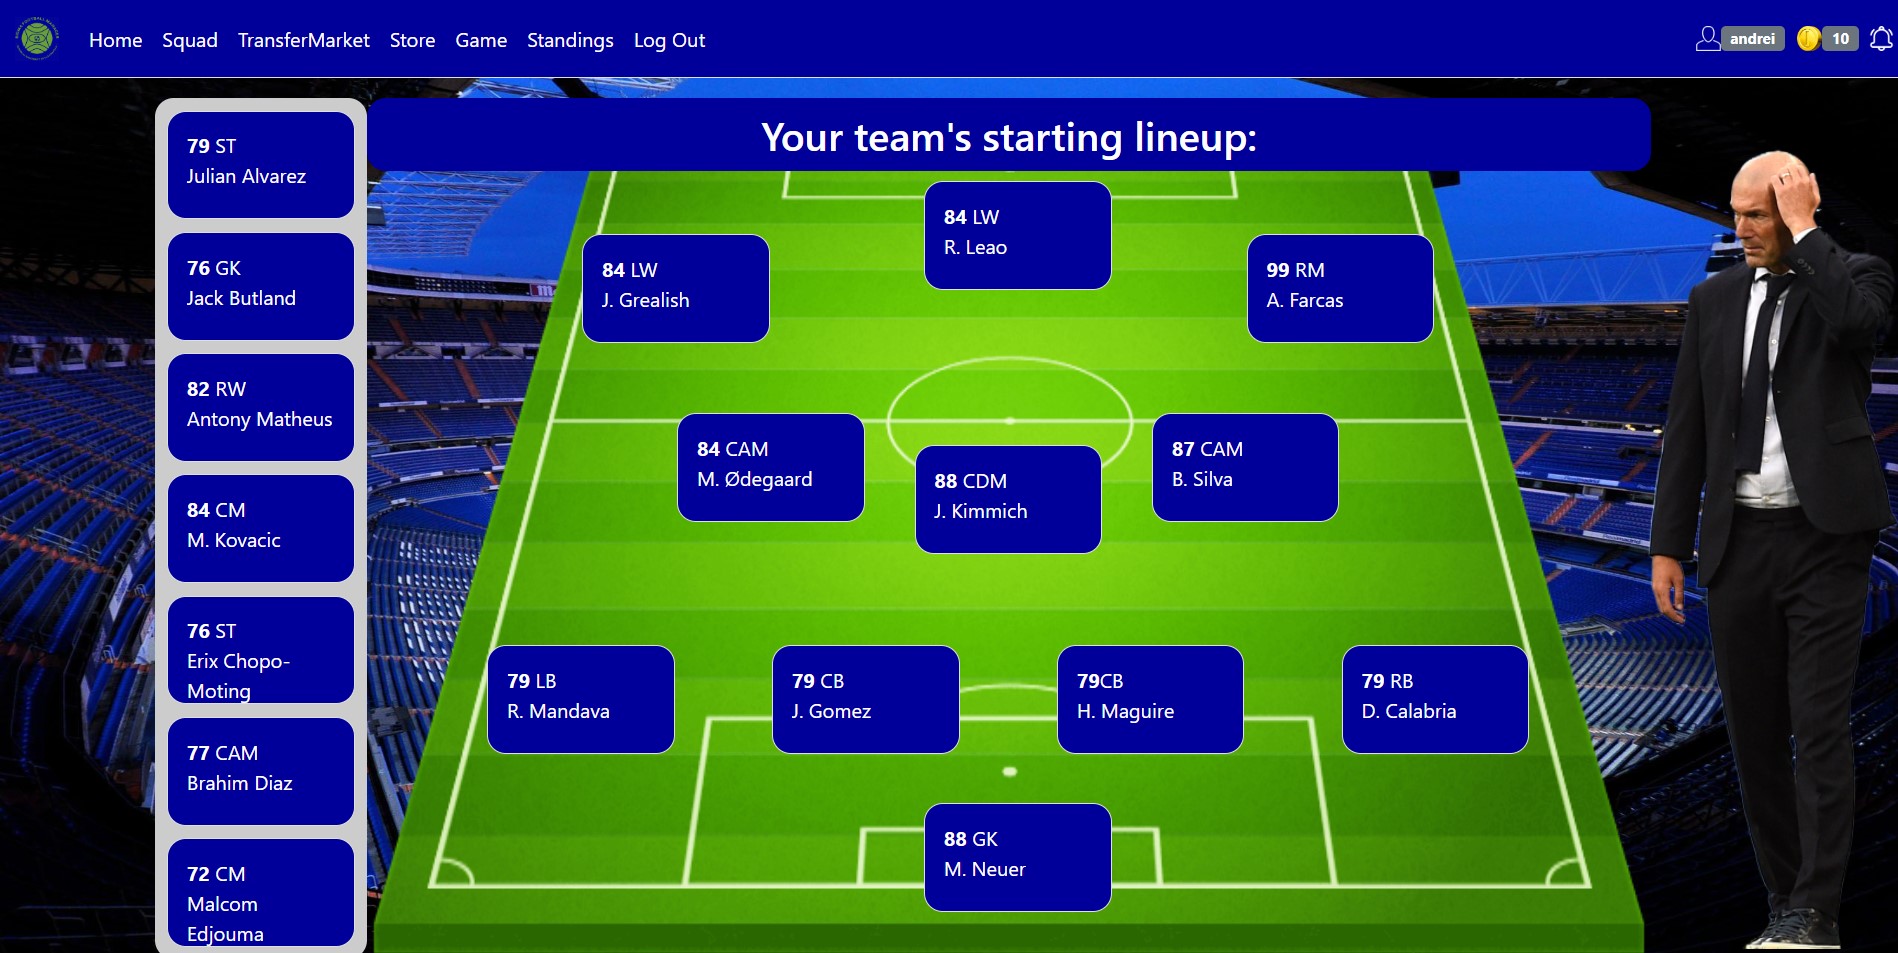 Home Squad TransferMarket Store Game Standings Log Out andrei 10
Your team's starting lineup:
79 ST
Julian Alvarez
76 GK
Jack Butland
82 RW
Antony Matheus
84 CM
M. Kovacic
76 ST
Erix Chopo-
Moting
77 CAM
Brahim Diaz
72 CM
Malcom
Edjouma
84 LW
R. Leao
84 LW
J. Grealish
99 RM
A. Farcas
84 CAM
M. Ødegaard
88 CDM
J. Kimmich
87 CAM
B. Silva
79 LB
R. Mandava
79 CB
J. Gomez
79CB
H. Maguire
79 RB
D. Calabria
88 GK
M. Neuer